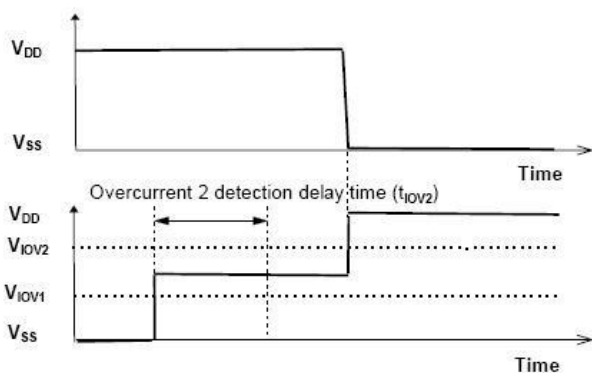 VDD
VSS
Time
Overcurrent 2 detection delay time (tIOV2)
VDD
VIOV2
VIOV1
VSS
Time